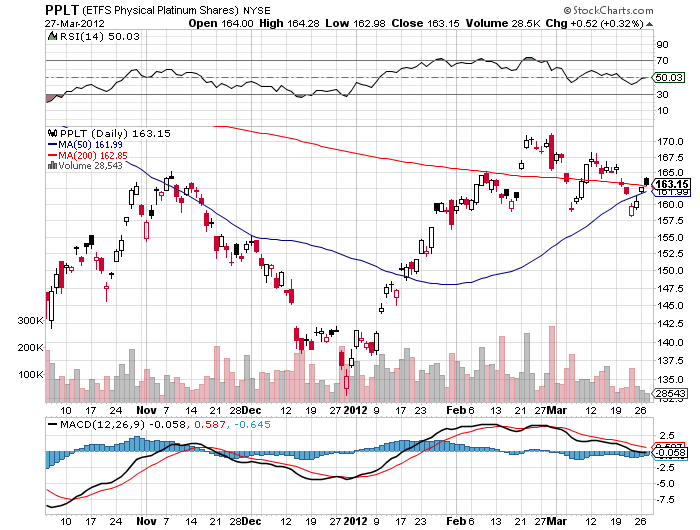 PPLT (ETFS Physical Platinum Shares) NYSE
© StockCharts.com
27-Mar-2012
Open 164.00 High 164.28 Low 162.98 Close 163.15 Volume 28.5K Chg +0.52 (+0.32%)
RSI(14) 50.03
90
70
50.03
30
10
PPLT (Daily) 163.15
MA(50) 161.99
MA(200) 162.85
Volume 28,543
170.0
167.5
165.0
163.15
161.99
160.0
157.5
155.0
152.5
150.0
147.5
145.0
142.5
140.0
137.5
135.0
132.5
300K
200K
100K
28543
10 17 24 Nov 7 14 21 28 Dec 12 19 27 2012 9 17 23 Feb 6 13 21 27 Mar 12 19 26
MACD(12,26,9) -0.058, 0.587, -0.645
2.5
-0.058
-2.5
-5.0
-7.5
10 17 24 Nov 7 14 21 28 Dec 12 19 27 2012 9 17 23 Feb 6 13 21 27 Mar 12 19 26